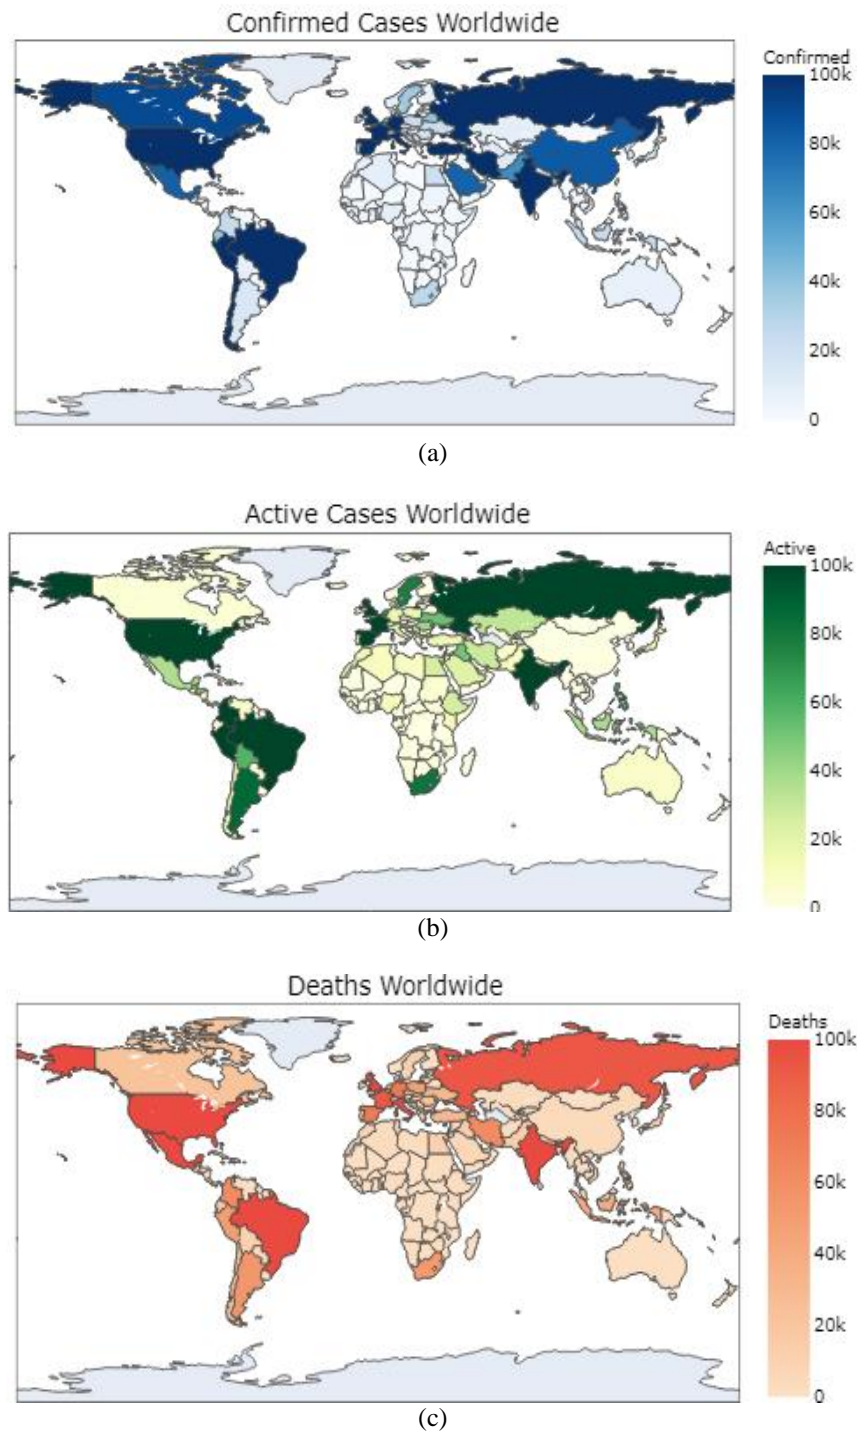 Confirmed Cases Worldwide
Confirmed
100k
80k
60k
40k
20k
0
(a)
Active Cases Worldwide
Active
100k
80k
60k
40k
20k
0
(b)
Deaths Worldwide
Deaths
100k
80k
60k
40k
20k
0
(c)